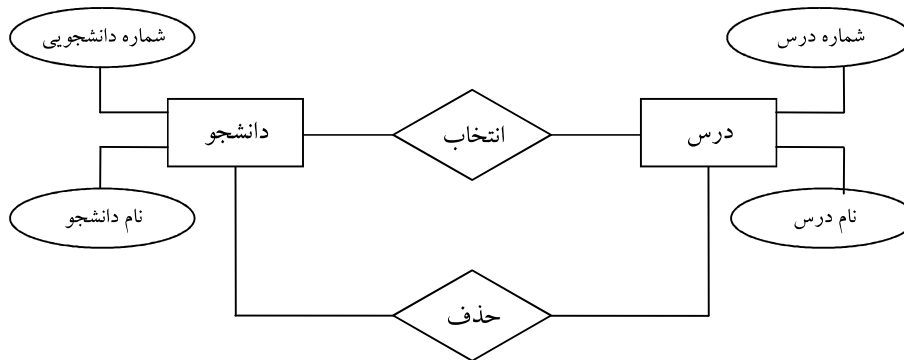 شماره درس
شماره دانشجویی
درس
انتخاب
دانشجو
نام درس
نام دانشجو
حذف